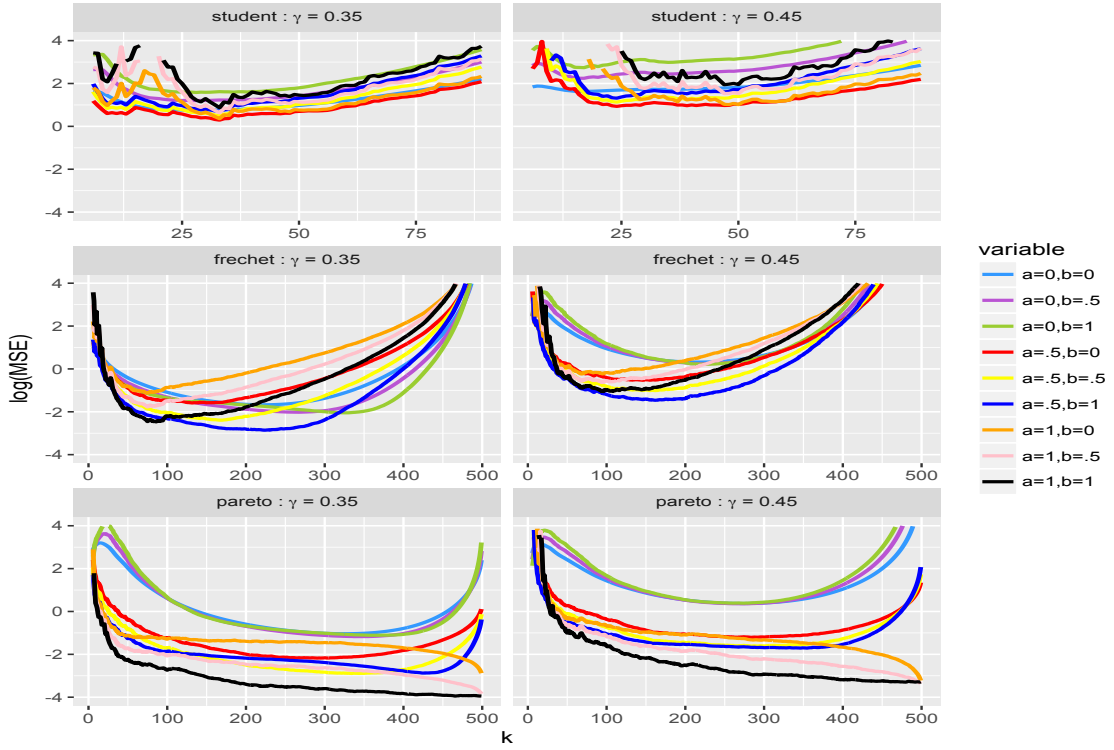 student : γ = 0.35
student : γ = 0.45
4
2
0
-2
-4
25
50
75
25
50
75
frechet : γ = 0.35
frechet : γ = 0.45
4
2
0
-2
-4
0
100
200
300
400
500
0
100
200
300
400
500
pareto : γ = 0.35
pareto : γ = 0.45
4
2
0
-2
-4
0
100
200
300
400
500
0
100
200
300
400
500
log(MSE)
k
variable
a=0,b=0
a=0,b=.5
a=0,b=1
a=.5,b=0
a=.5,b=.5
a=.5,b=1
a=1,b=0
a=1,b=.5
a=1,b=1